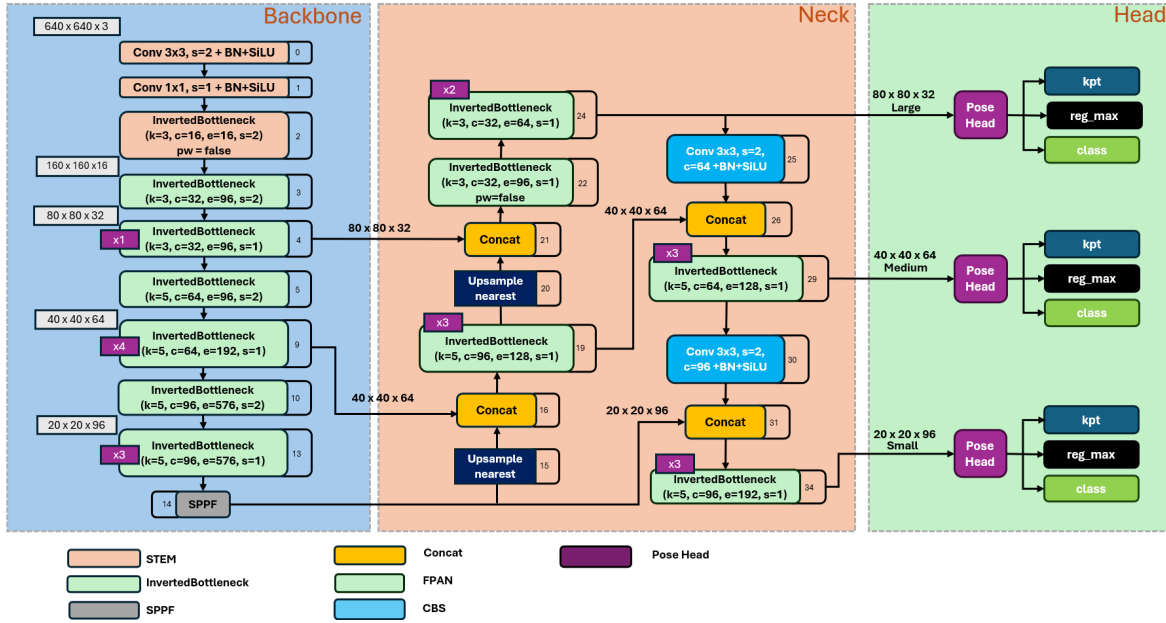 Backbone
640 x 640 x 3
Conv 3x3, s=2 + BN+SiLU
0
Conv 1x1, s=1 + BN+SiLU
1
InvertedBottleneck
(k=3, c=16, e=16, s=2)
pw = false
2
160 x 160 x16
InvertedBottleneck
(k=3, c=32, e=96, s=2)
3
80 x 80 x 32
x1
InvertedBottleneck
(k=3, c=32, e=96, s=1)
4
InvertedBottleneck
(k=5, c=64, e=96, s=2)
5
40 x 40 x 64
x4
InvertedBottleneck
(k=5, c=64, e=192, s=1)
9
InvertedBottleneck
(k=5, c=96, e=576, s=2)
10
20 x 20 x 96
x3
InvertedBottleneck
(k=5, c=96, e=576, s=1)
13
14
SPPF
Neck
x2
InvertedBottleneck
(k=3, c=32, e=64, s=1)
24
InvertedBottleneck
(k=3, c=32, e=96, s=1)
pw=false
22
80 x 80 x 32
Concat
21
Upsample
nearest
20
x3
InvertedBottleneck
(k=5, c=96, e=128, s=1)
19
40 x 40 x 64
Concat
16
Upsample
nearest
15
Conv 3x3, s=2,
c=64 +BN+SiLU
25
40 x 40 x 64
Concat
26
x3
InvertedBottleneck
(k=5, c=64, e=128, s=1)
29
Conv 3x3, s=2,
c=96 +BN+SiLU
30
20 x 20 x 96
Concat
31
x3
InvertedBottleneck
(k=5, c=96, e=192, s=1)
34
Head
80 x 80 x 32
Large
Pose
Head
kpt
reg_max
class
40 x 40 x 64
Medium
Pose
Head
kpt
reg_max
class
20 x 20 x 96
Small
Pose
Head
kpt
reg_max
class
STEM
InvertedBottleneck
SPPF
Concat
FPAN
CBS
Pose Head